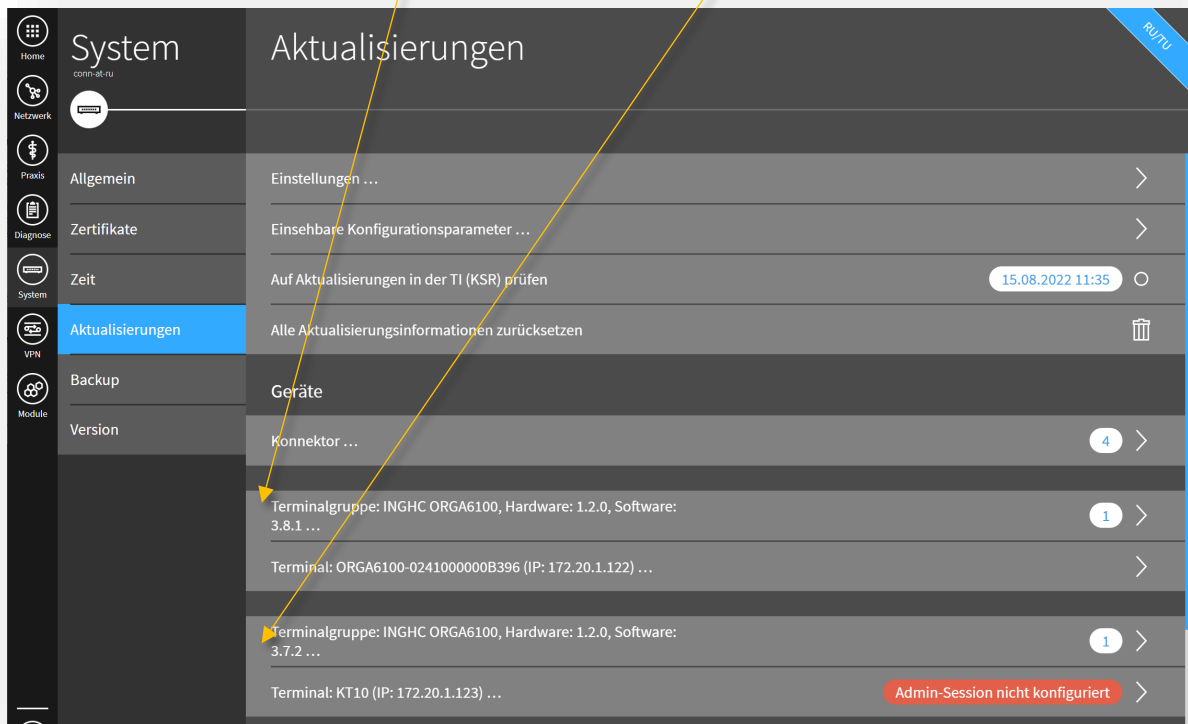 Home
Netzwerk
Praxis
Diagnose
System
VPN
Module
System
conn-at-ru
Allgemein
Zertifikate
Zeit
Aktualisierungen
Backup
Version
Aktualisierungen
RU/TU
Einstellungen ...
Einsehbare Konfigurationsparameter ...
Auf Aktualisierungen in der TI (KSR) prüfen 15.08.2022 11:35
Alle Aktualisierungsinformationen zurücksetzen
Geräte
Konnektor ... 4
Terminalgruppe: INGHC ORGA6100, Hardware: 1.2.0, Software:
3.8.1 ... 1
Terminal: ORGA6100-0241000000B396 (IP: 172.20.1.122) ...
Terminalgruppe: INGHC ORGA6100, Hardware: 1.2.0, Software:
3.7.2 ... 1
Terminal: KT10 (IP: 172.20.1.123) ... Admin-Session nicht konfiguriert